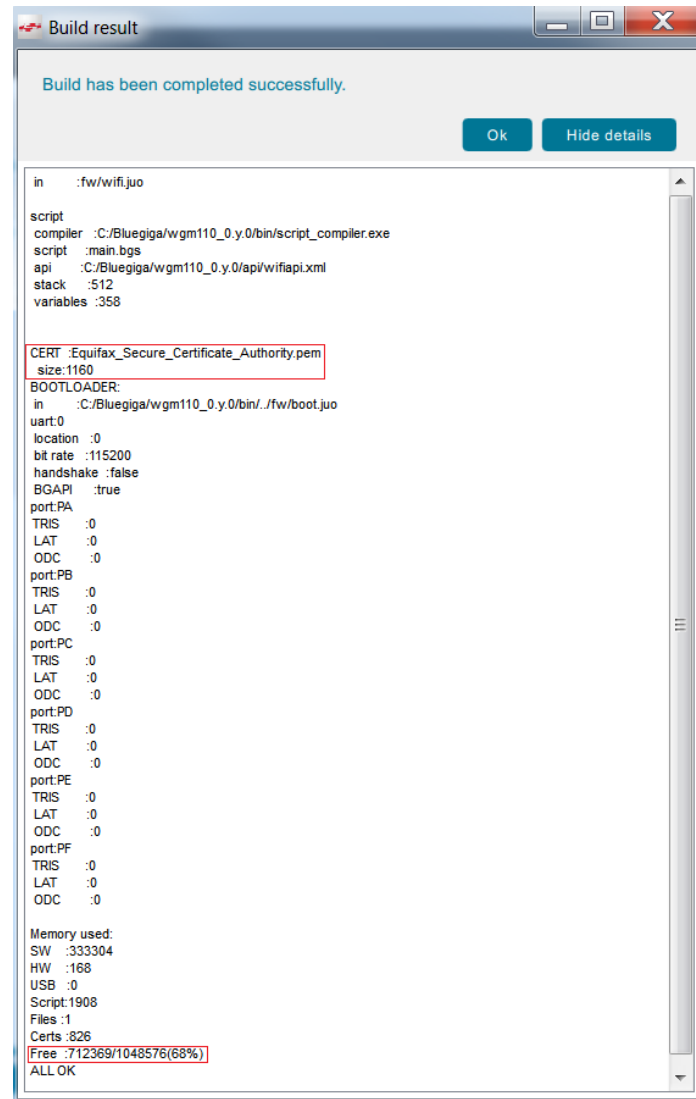 Build result
Build has been completed successfully.
Ok Hide details
in :fw/wifi.juo
script
compiler :C:/Bluegiga/wgm110_0.y.0/bin/script_compiler.exe
script :main.bgs
api :C:/Bluegiga/wgm110_0.y.0/api/wifiapi.xml
stack :512
variables :358
CERT :Equifax_Secure_Certificate_Authority.pem
size:1160
BOOTLOADER:
in :C:/Bluegiga/wgm110_0.y.0/bin/../fw/boot.juo
uart:0
location :0
bit rate :115200
handshake :false
BGAPI :true
port:PA
TRIS :0
LAT :0
ODC :0
port:PB
TRIS :0
LAT :0
ODC :0
port:PC
TRIS :0
LAT :0
ODC :0
port:PD
TRIS :0
LAT :0
ODC :0
port:PE
TRIS :0
LAT :0
ODC :0
port:PF
TRIS :0
LAT :0
ODC :0
Memory used:
SW :333304
HW :168
USB :0
Script:1908
Files :1
Certs :826
Free :712369/1048576(68%)
ALL OK